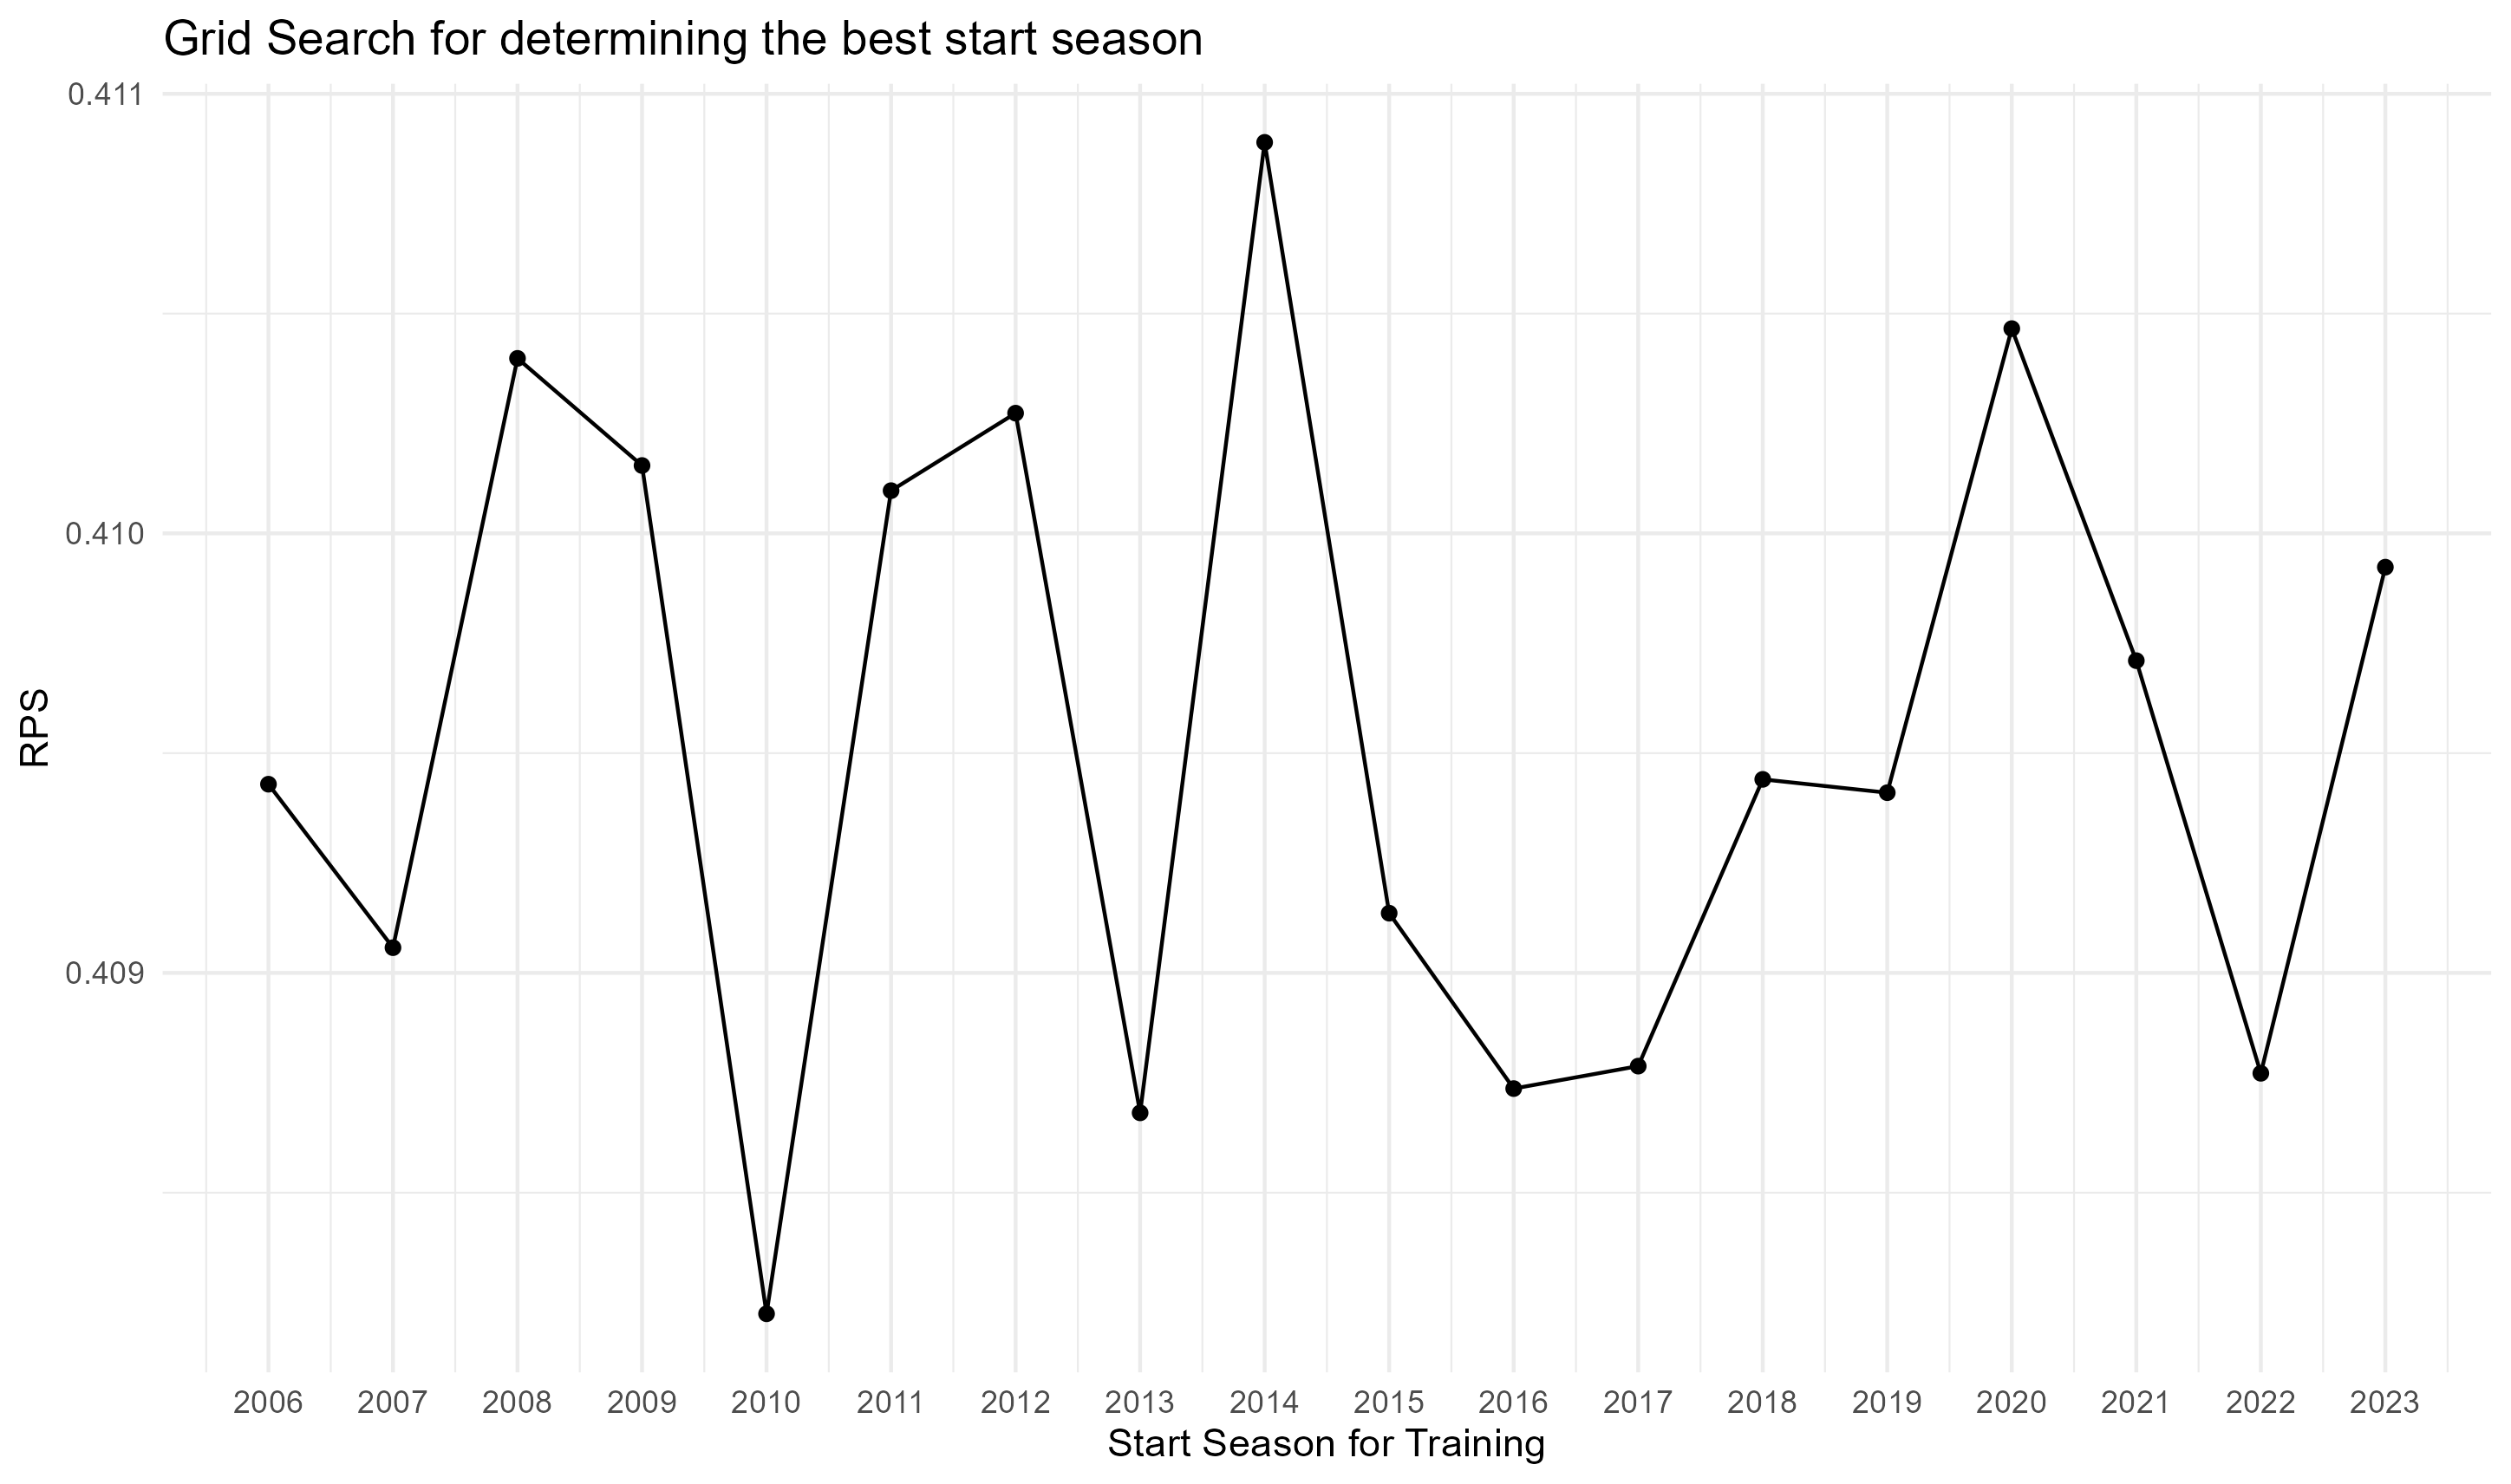 Grid Search for determining the best start season
0.411
0.410
0.409
RPS
2006 2007 2008 2009 2010 2011 2012 2013 2014 2015 2016 2017 2018 2019 2020 2021 2022 2023
Start Season for Training